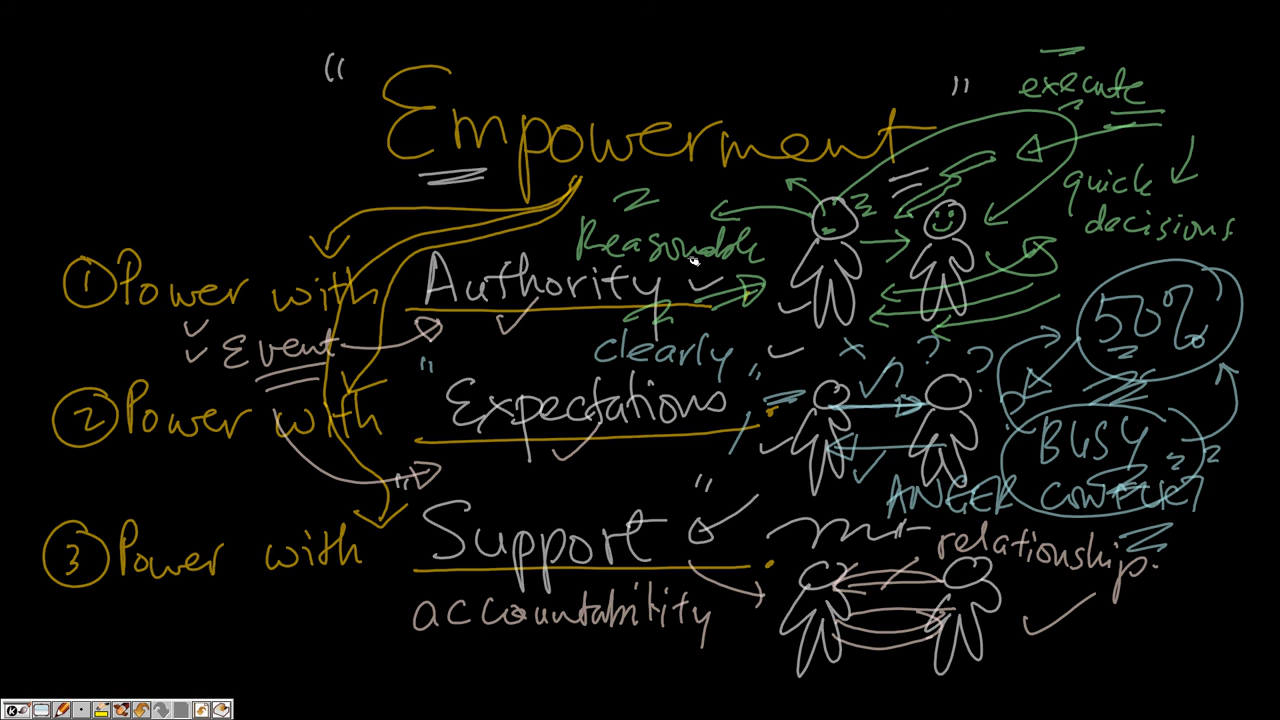 "Empowerment"
execute
quick
decisions
Reasonable
① Power with Authority
Event
clearly
50%
② Power with "Expectations"
BUSY
ANGER CONFLICT
③ Power with "Support"
relationship.
accountability